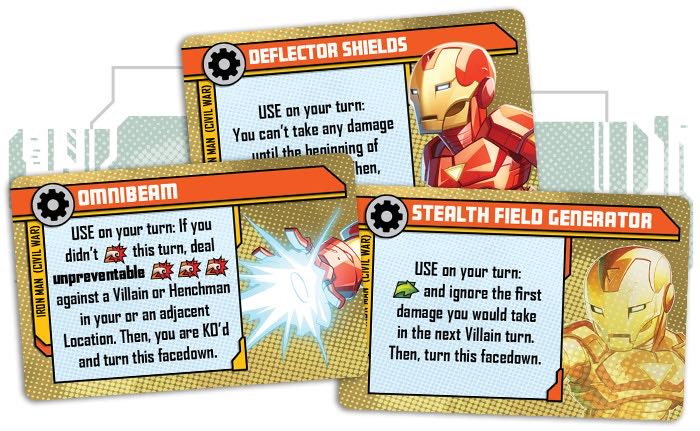 DEFLECTOR SHIELDS
IRON MAN (CIVIL WAR)
USE on your turn:
You can't take any damage
until the beginning of
hen,
OMNIBEAM
IRON MAN (CIVIL WAR)
USE on your turn: If you
didn't this turn, deal
unpreventable
against a Villain or Henchman
in your or an adjacent
Location. Then, you are KO'd
and turn this facedown.
STEALTH FIELD GENERATOR
MAN (CIVIL WAR)
USE on your turn:
and ignore the first
damage you would take
in the next Villain turn.
Then, turn this facedown.